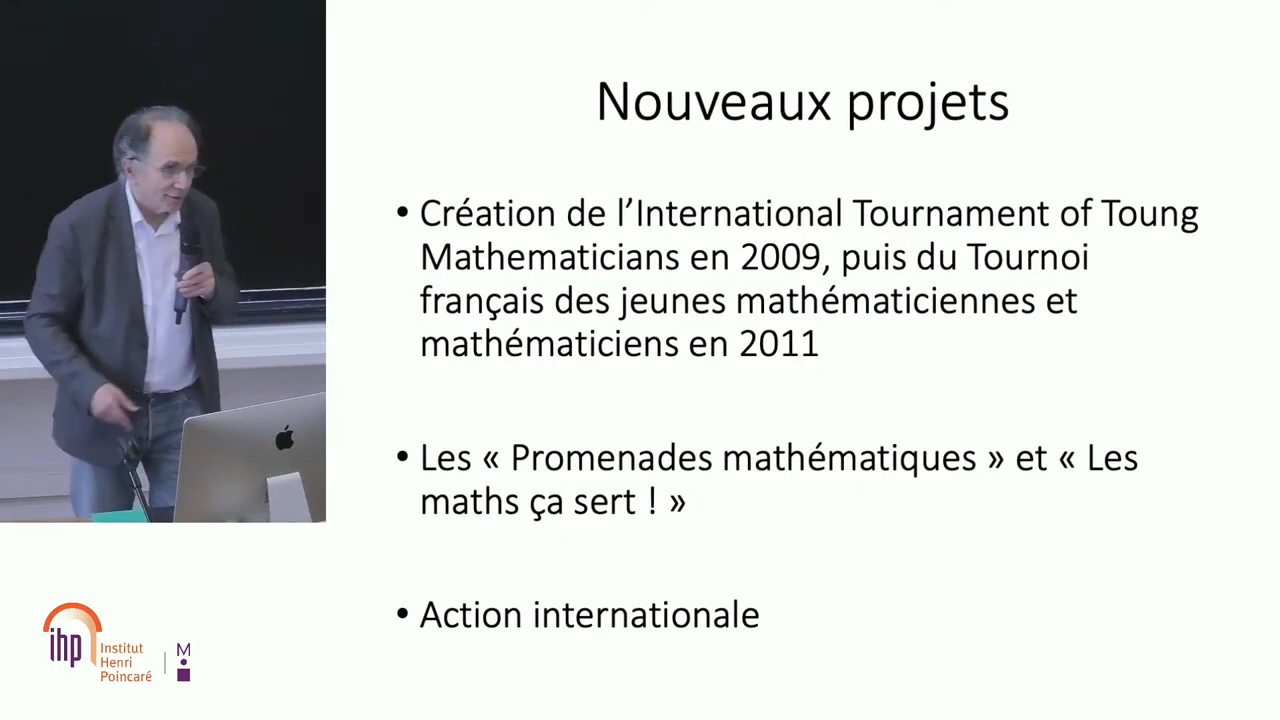 Nouveaux projets
• Création de l’International Tournament of Toung
Mathematicians en 2009, puis du Tournoi
français des jeunes mathématiciennes et
mathématiciens en 2011
• Les « Promenades mathématiques » et « Les
maths ça sert ! »
• Action internationale
ihp
Institut
Henri
Poincaré
M